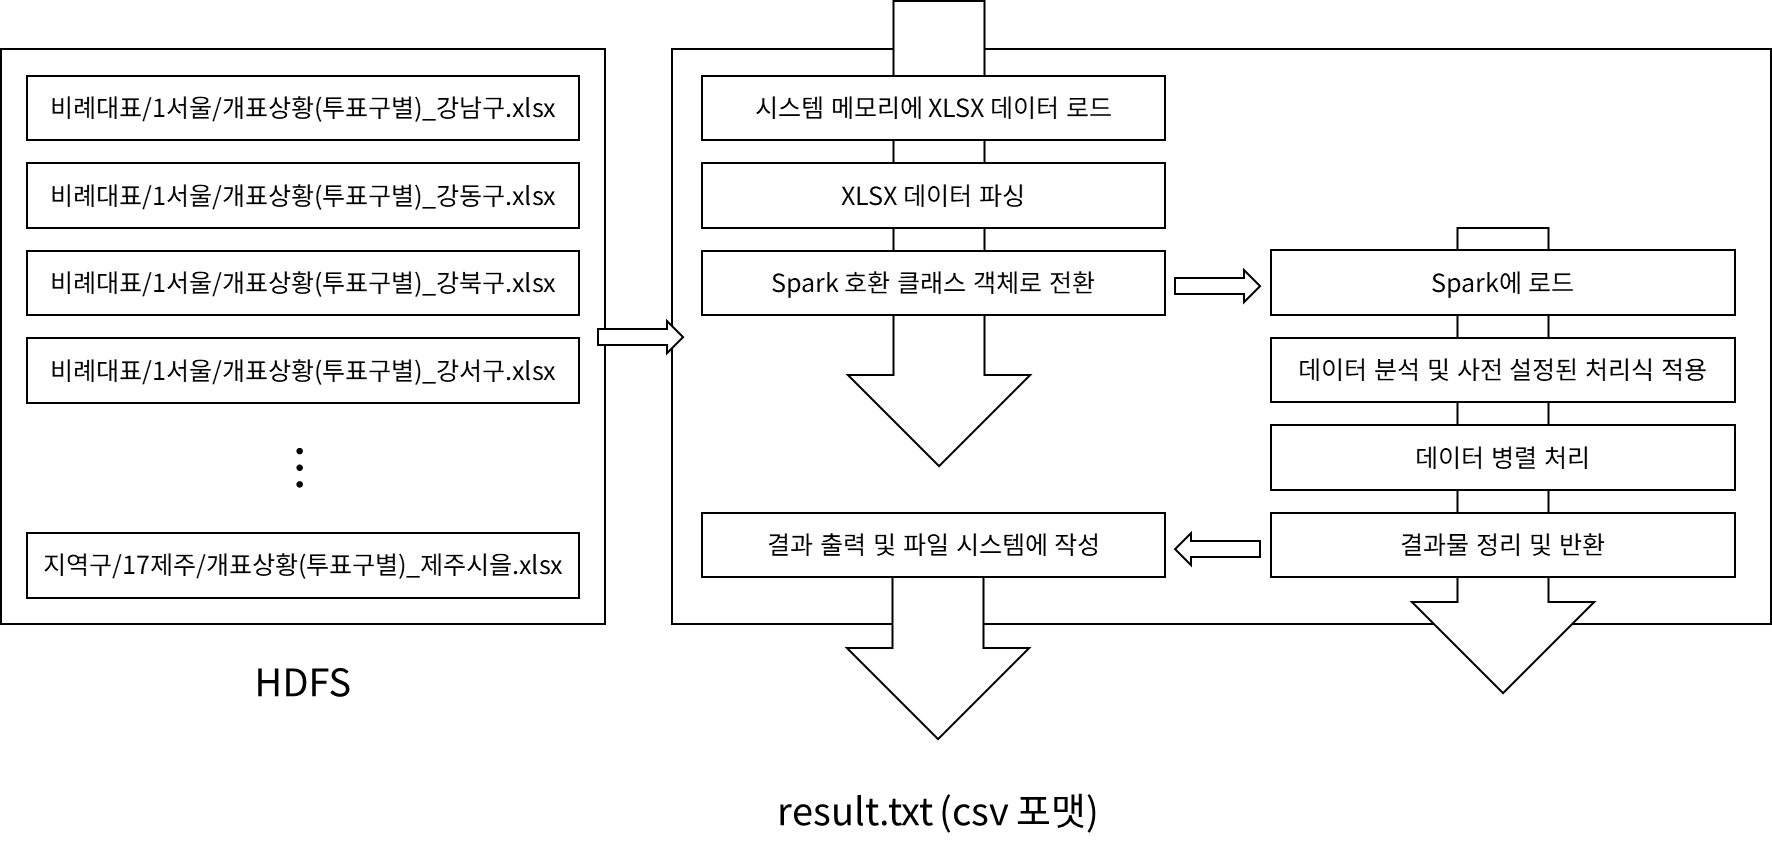 비례대표/1서울/개표상황(투표구별)_강남구.xlsx
비례대표/1서울/개표상황(투표구별)_강동구.xlsx
비례대표/1서울/개표상황(투표구별)_강북구.xlsx
비례대표/1서울/개표상황(투표구별)_강서구.xlsx
지역구/17제주/개표상황(투표구별)_제주시을.xlsx
HDFS
시스템 메모리에 XLSX 데이터 로드
XLSX 데이터 파싱
Spark 호환 클래스 객체로 전환
Spark에 로드
데이터 분석 및 사전 설정된 처리식 적용
데이터 병렬 처리
결과물 정리 및 반환
결과 출력 및 파일 시스템에 작성
result.txt (csv 포맷)